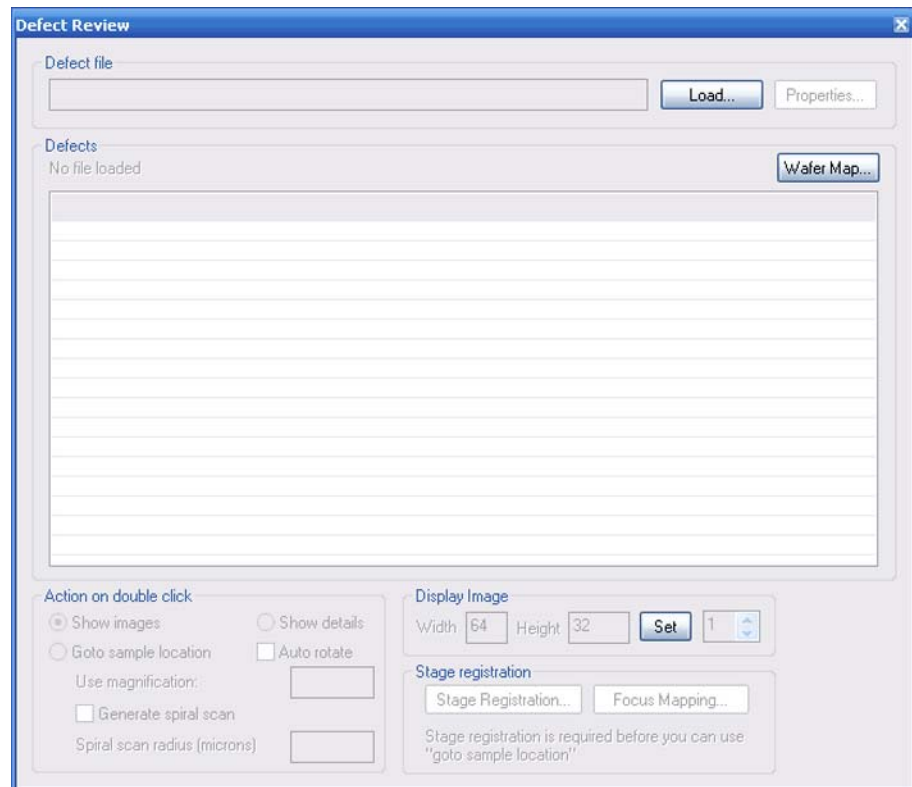 Defect Review
Defect file
Load...
Properties...
Defects
No file loaded
Wafer Map...
Action on double click
Show images
Show details
Goto sample location
Auto rotate
Use magnification:
Generate spiral scan
Spiral scan radius (microns)
Display Image
Width 64 Height 32 Set 1
Stage registration
Stage Registration...
Focus Mapping...
Stage registration is required before you can use
"goto sample location"